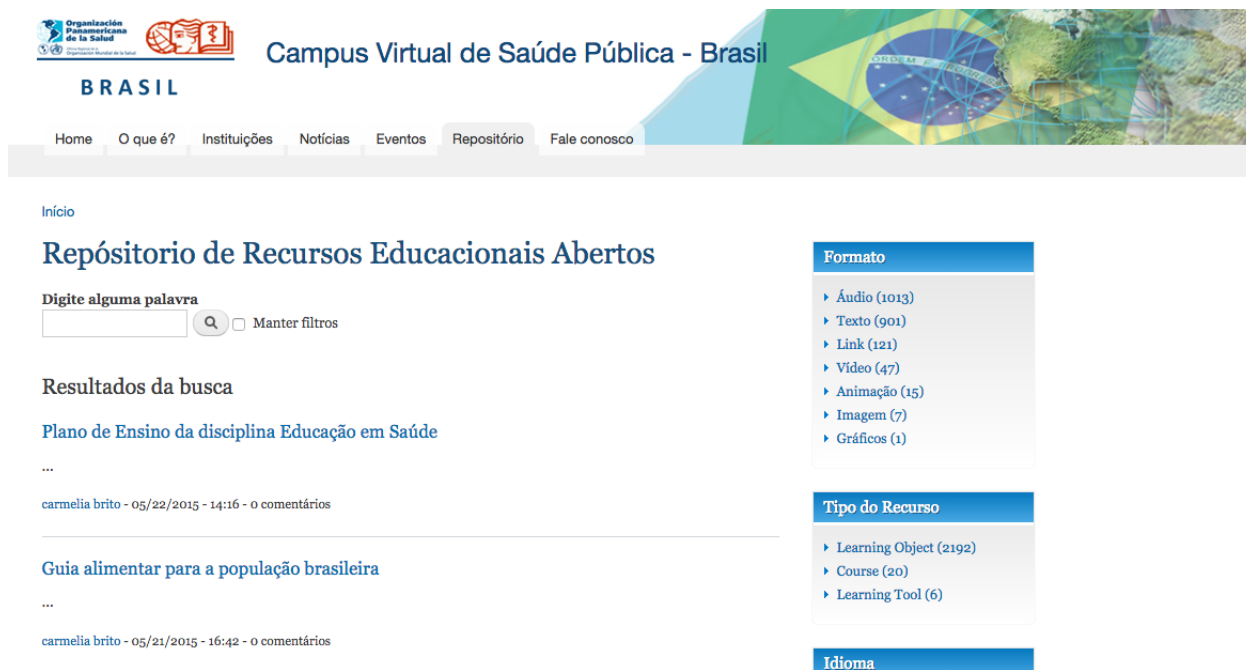 Organización
Panamericana
de la Salud
BRASIL
Campus Virtual de Saúde Pública - Brasil
ORDEM E PROGRES
Home O que é? Instituições Notícias Eventos Repositório Fale conosco
Início
Repósitorio de Recursos Educacionais Abertos
Digite alguma palavra
Manter filtros
Resultados da busca
Plano de Ensino da disciplina Educação em Saúde
...
carmelia brito - 05/22/2015 - 14:16 - 0 comentários
Guia alimentar para a população brasileira
...
carmelia brito - 05/21/2015 - 16:42 - 0 comentários
Formato
Áudio (1013)
Texto (901)
Link (121)
Vídeo (47)
Animação (15)
Imagem (7)
Gráficos (1)
Tipo do Recurso
Learning Object (2192)
Course (20)
Learning Tool (6)
Idioma